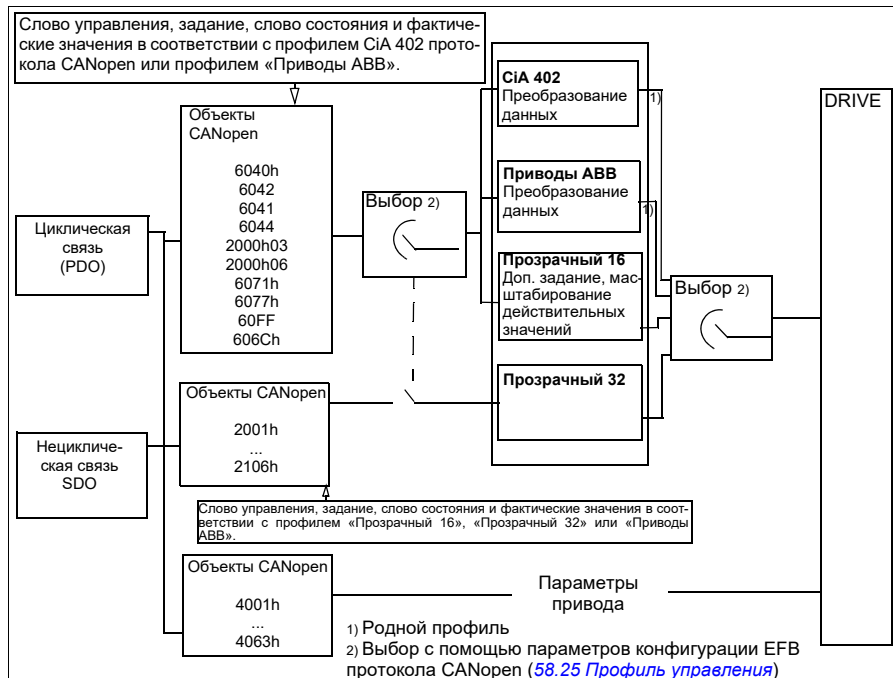 Слово управления, задание, слово состояния и фактиче-
ские значения в соответствии с профилем CiA 402 прото-
кола CANopen или профилем «Приводы ABB».
Объекты
CANopen
6040h
6042
6041
6044
2000h03
2000h06
6071h
6077h
60FF
606Ch
Циклическая
связь
(PDO)
Выбор 2)
CiA 402
Преобразование
данных
1)
Приводы ABB
Преобразование
данных
1)
Прозрачный 16
Доп. задание, мас-
штабирование
действительных
значений
Прозрачный 32
Выбор 2)
DRIVE
Объекты CANopen
2001h
...
2106h
Нецикличе-
ская связь
SDO
Слово управления, задание, слово состояния и фактические значения в соот-
ветствии с профилем «Прозрачный 16», «Прозрачный 32» или «Приводы
ABB».
Объекты CANopen
4001h
...
4063h
Параметры
привода
1) Родной профиль
2) Выбор с помощью параметров конфигурации EFB
протокола CANopen (58.25 Профиль управления)